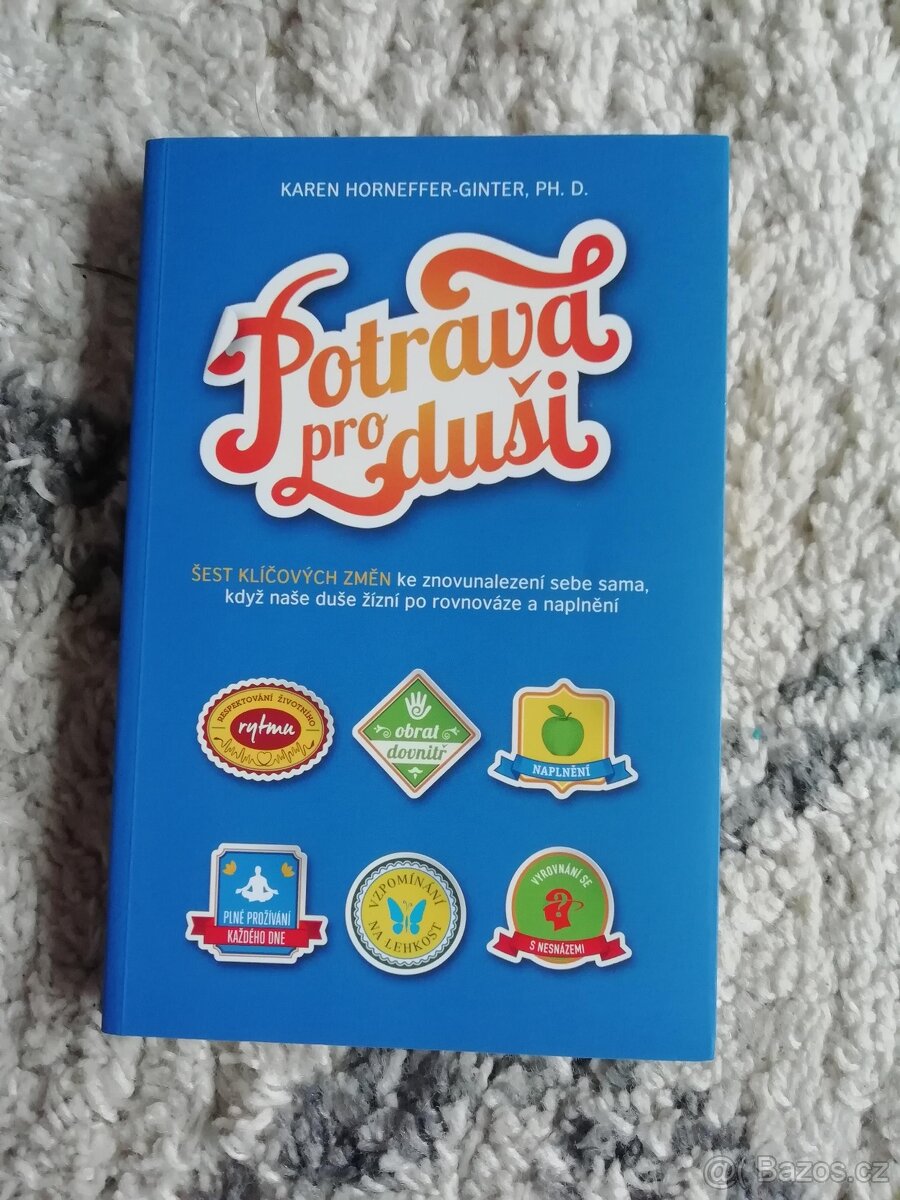 KAREN HORNEFFER-GINTER, PH. D.
Potrava
pro duši
ŠEST KLÍČOVÝCH ZMĚN ke znovunalezení sebe sama,
když naše duše žízní po rovnováze a naplnění
RESPEKTOVÁNÍ ŽIVOTNÍHO
rytmu
obrat
dovnitř
NAPLNĚNÍ
PLNÉ PROŽÍVÁNÍ
KAŽDÉHO DNE
VZPOMÍNÁNÍ
NA LEHKOST
VYROVNÁNÍ SE
?
S NESNÁZEMI
@ Bazos.cz